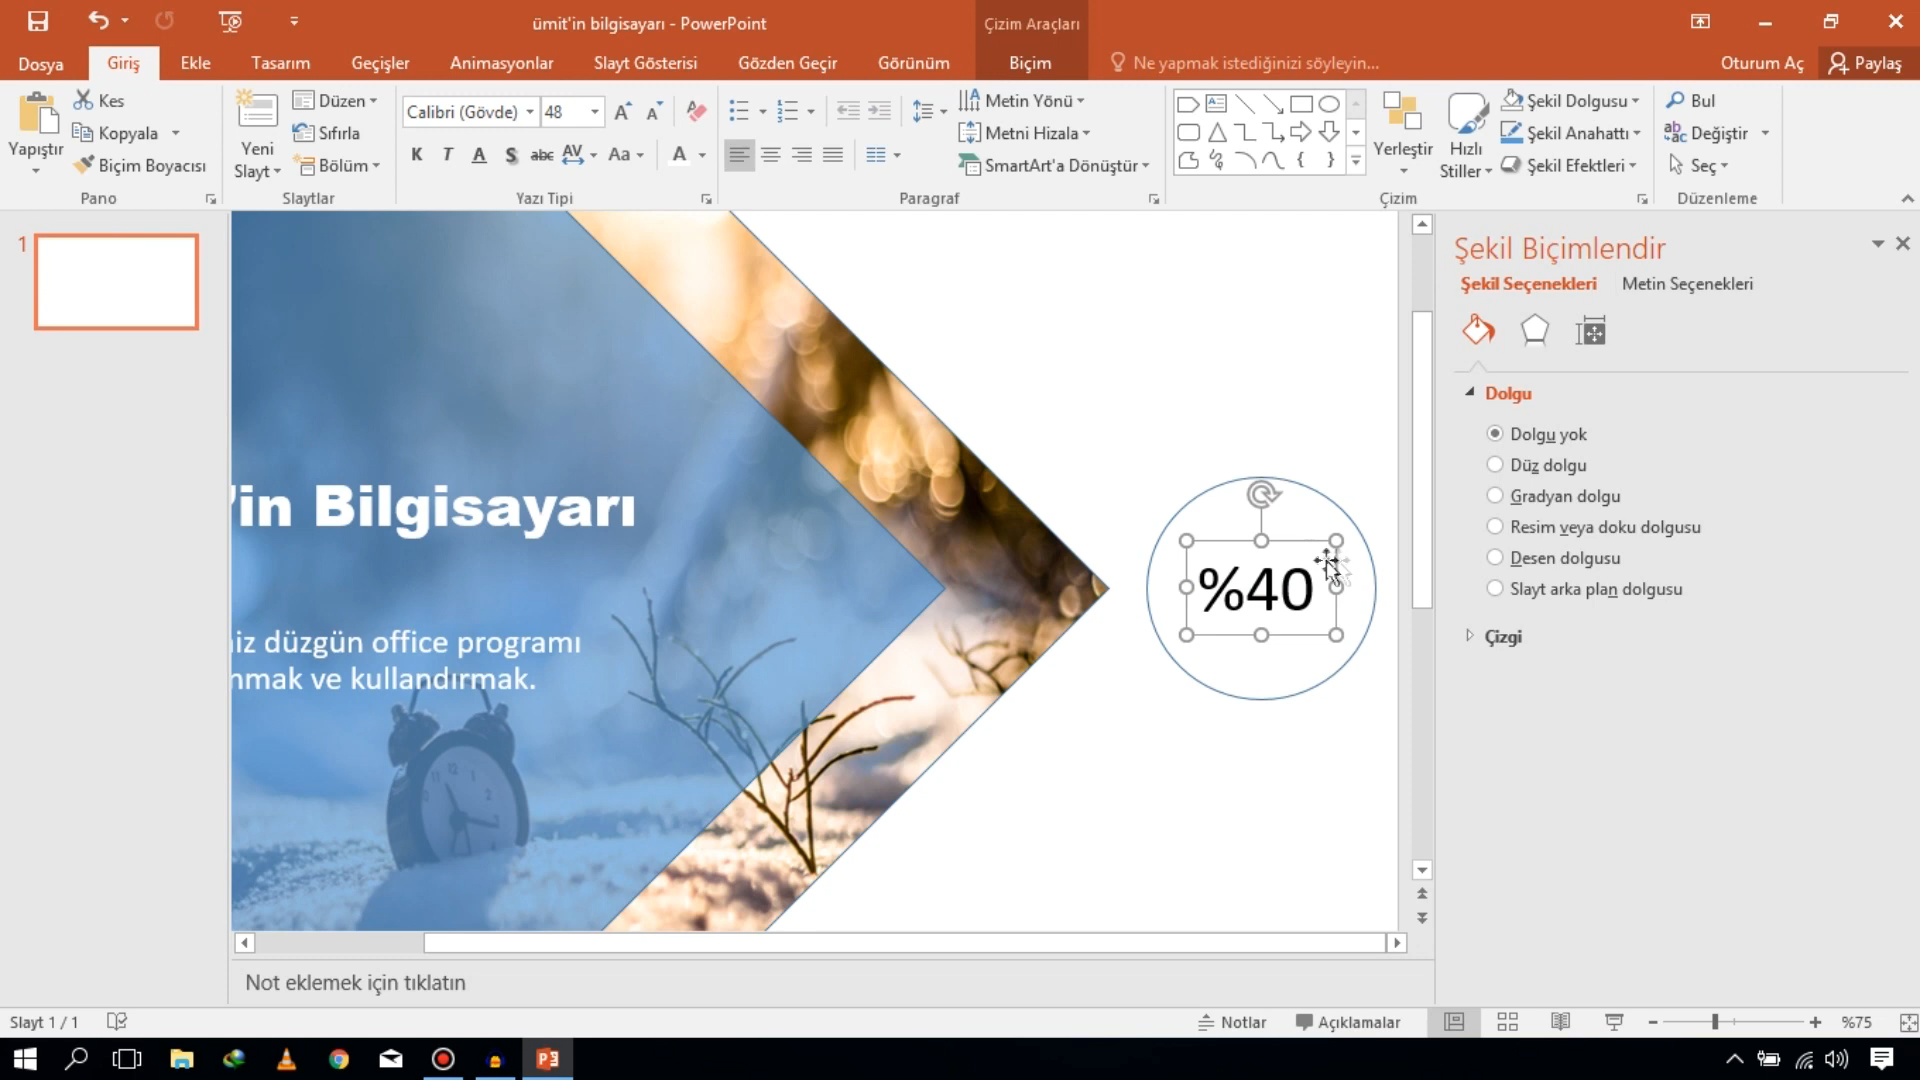 ümit'in bilgisayarı - PowerPoint
Çizim Araçları
Dosya
Giriş
Ekle
Tasarım
Geçişler
Animasyonlar
Slayt Gösterisi
Gözden Geçir
Görünüm
Biçim
Ne yapmak istediğinizi söyleyin...
Oturum Aç
Paylaş
Yapıştır
Kes
Kopyala
Biçim Boyacısı
Pano
Yeni
Slayt
Düzen
Sıfırla
Bölüm
Slaytlar
Calibri (Gövde)
48
K T A S abc AV Aa A
Yazı Tipi
Metin Yönü
Metni Hizala
SmartArt'a Dönüştür
Paragraf
Yerleştir
Hızlı
Stiller
Şekil Dolgusu
Şekil Anahattı
Şekil Efektleri
Çizim
Bul
Değiştir
Seç
Düzenleme
1
'in Bilgisayarı
iz düzgün office programı
nmak ve kullandırmak.
%40
Şekil Biçimlendir
Şekil Seçenekleri
Metin Seçenekleri
Dolgu
Dolgu yok
Düz dolgu
Gradyan dolgu
Resim veya doku dolgusu
Desen dolgusu
Slayt arka plan dolgusu
Çizgi
Not eklemek için tıklatın
Slayt 1 / 1
Notlar
Açıklamalar
%75